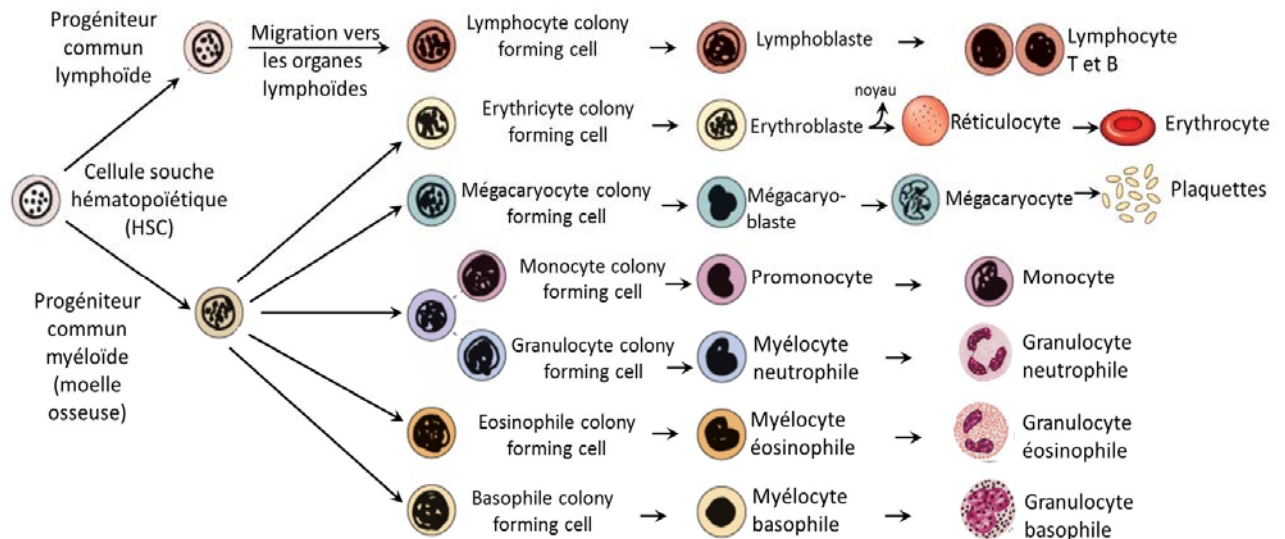 Progéniteur
commun
lymphoïde
Migration vers
les organes
lymphoïdes
Lymphocyte colony
forming cell
Lymphoblaste
Lymphocyte
T et B
Erythricyte colony
forming cell
noyau
Erythroblaste
Réticulocyte
Erythrocyte
Cellule souche
hématopoïétique
(HSC)
Mégacaryocyte colony
forming cell
Mégacaryo-
blaste
Mégacaryocyte
Plaquettes
Progéniteur
commun
myéloïde
(moelle
osseuse)
Monocyte colony
forming cell
Promonocyte
Monocyte
Granulocyte colony
forming cell
Myélocyte
neutrophile
Granulocyte
neutrophile
Eosinophile colony
forming cell
Myélocyte
éosinophile
Granulocyte
éosinophile
Basophile colony
forming cell
Myélocyte
basophile
Granulocyte
basophile